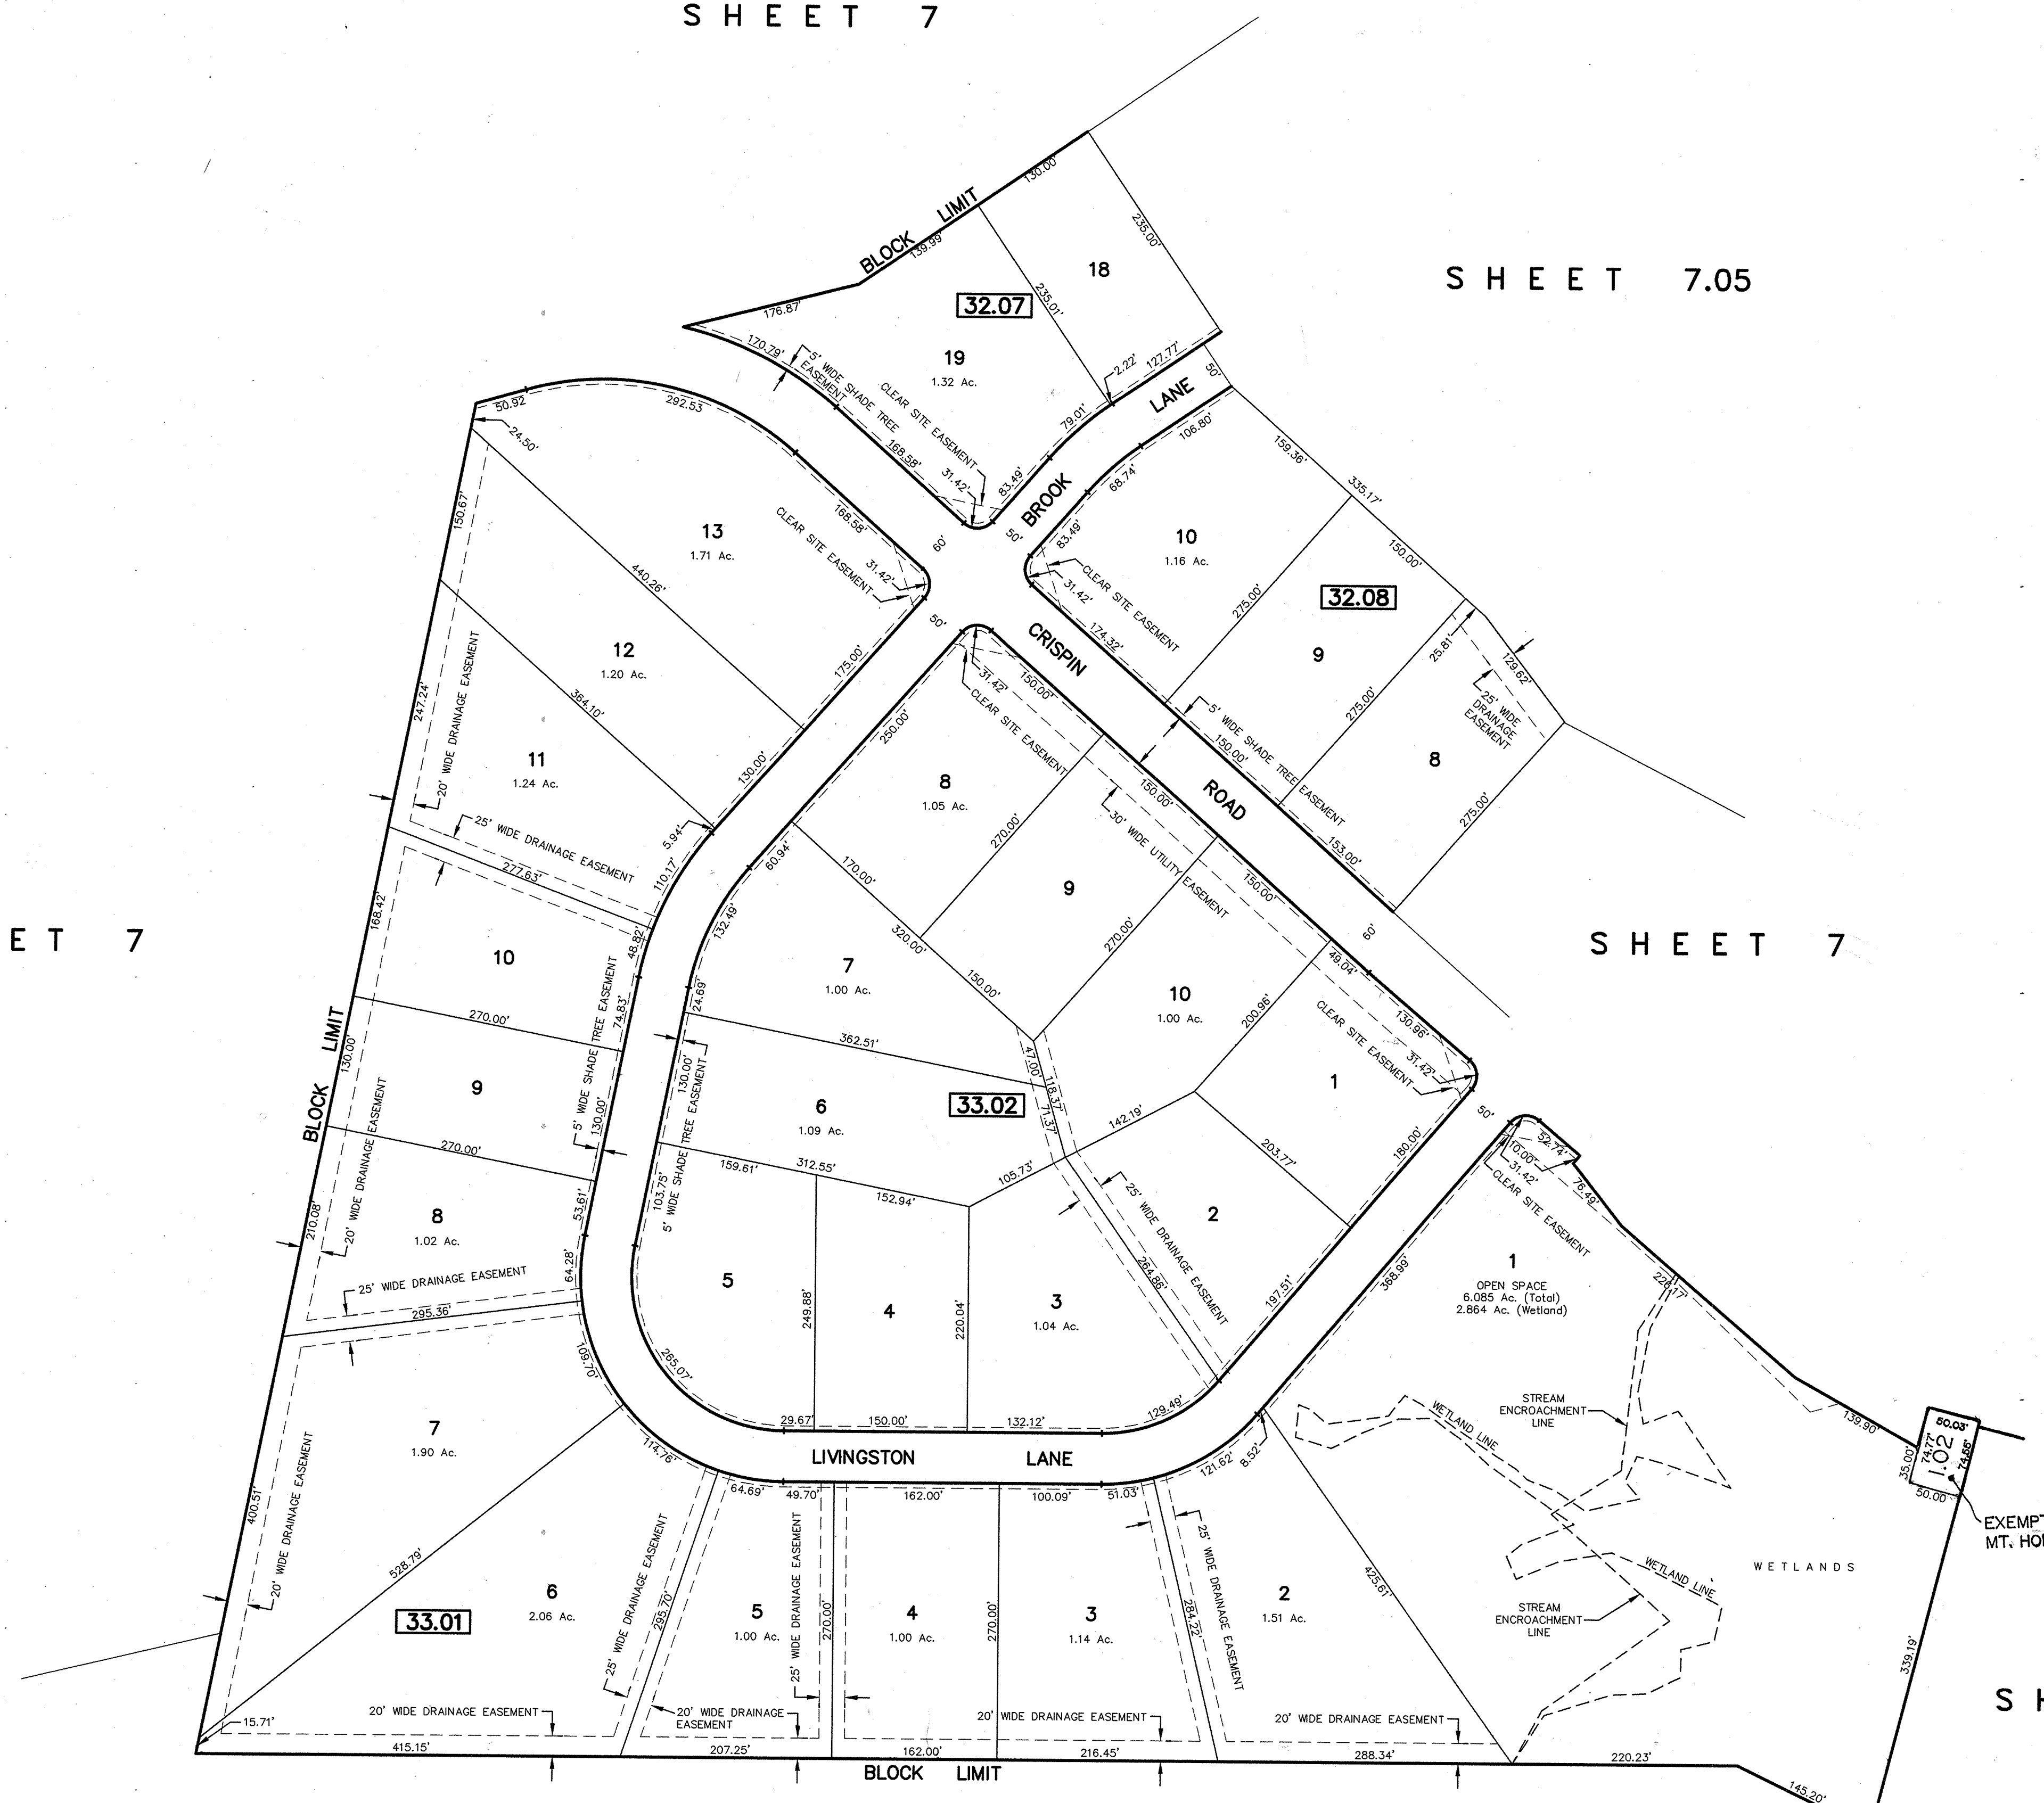 SHEET 7
SHEET 7.05
ET 7
SHEET 7
SH
BLOCK LIMIT
130.00'
139.99'
176.87'
235.00'
235.01'
18
32.07
19
1.32 Ac.
170.79'
5' WIDE SHADE TREE
EASEMENT
CLEAR SITE EASEMENT
168.58'
31.42'
83.49'
79.01'
2.22'
127.77'
50'
BROOK LANE
50'
60'
50.92
292.53
24.50'
150.67'
13
1.71 Ac.
168.58'
CLEAR SITE EASEMENT
31.42'
440.26'
175.00'
50'
12
1.20 Ac.
364.10'
130.00'
247.24'
20' WIDE DRAINAGE EASEMENT
11
1.24 Ac.
25' WIDE DRAINAGE EASEMENT
277.63'
5.94'
110.17'
106.80'
68.74'
83.49'
10
1.16 Ac.
31.42'
CLEAR SITE EASEMENT
174.32'
159.36'
335.17'
275.00'
150.00'
32.08
9
275.00'
25.81'
129.62'
25' WIDE
DRAINAGE
EASEMENT
8
275.00'
5' WIDE SHADE TREE EASEMENT
150.00'
153.00'
CRISPIN ROAD
60'
31.42'
150.00'
CLEAR SITE EASEMENT
250.00'
8
1.05 Ac.
270.00'
150.00'
30' WIDE UTILITY EASEMENT
9
270.00'
150.00'
60.94'
170.00'
320.00'
150.00'
132.49'
7
1.00 Ac.
24.69'
362.51'
47.00'
118.37'
71.37'
10
1.00 Ac.
200.96'
49.04'
130.96'
CLEAR SITE EASEMENT
31.42'
1
180.00'
142.19'
203.77'
6
1.09 Ac.
33.02
130.00'
5' WIDE SHADE TREE EASEMENT
103.75'
159.61'
312.55'
152.94'
105.73'
2
25' WIDE DRAINAGE EASEMENT
264.86'
197.51'
5
249.88'
4
220.04'
3
1.04 Ac.
265.07'
29.67'
150.00'
132.12'
129.49'
LIVINGSTON LANE
168.42'
10
48.82'
74.83'
5' WIDE SHADE TREE EASEMENT
270.00'
BLOCK LIMIT
130.00'
9
130.00'
270.00'
20' WIDE DRAINAGE EASEMENT
210.08'
8
1.02 Ac.
53.61'
64.28'
25' WIDE DRAINAGE EASEMENT
295.36'
7
1.90 Ac.
109.70'
114.76'
400.51'
20' WIDE DRAINAGE EASEMENT
528.79'
33.01
6
2.06 Ac.
25' WIDE DRAINAGE EASEMENT
295.70'
15.71'
20' WIDE DRAINAGE EASEMENT
415.15'
64.69'
49.70'
5
1.00 Ac.
25' WIDE DRAINAGE EASEMENT
270.00'
20' WIDE DRAINAGE
EASEMENT
207.25'
162.00'
4
1.00 Ac.
270.00'
162.00'
100.09'
51.03'
3
1.14 Ac.
284.22'
20' WIDE DRAINAGE EASEMENT
216.45'
25' WIDE DRAINAGE EASEMENT
121.62'
8.52'
2
1.51 Ac.
425.61'
20' WIDE DRAINAGE EASEMENT
288.34'
BLOCK LIMIT
50'
52.74'
10.00'
31.42'
CLEAR SITE EASEMENT
76.49'
368.99'
1
OPEN SPACE
6.085 Ac. (Total)
2.864 Ac. (Wetland)
226.17'
STREAM
ENCROACHMENT
LINE
WETLAND LINE
139.90'
50.03'
74.77'
1.02
74.55'
35.00'
50.00'
EXEMPT
MT. HO
WETLANDS
WETLAND LINE
STREAM
ENCROACHMENT
LINE
339.19'
220.23'
145.20'